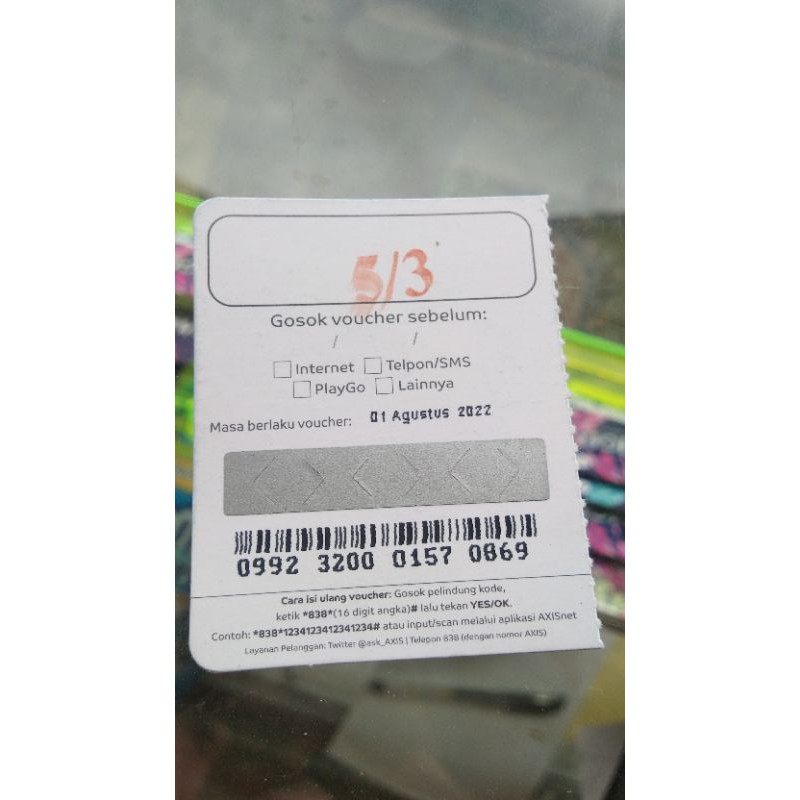 5/3
Gosok voucher sebelum:
/ /
Internet Telpon/SMS
PlayGo Lainnya
Masa berlaku voucher: 01 Agustus 2022
0992 3200 0157 0869
Cara isi ulang voucher: Gosok pelindung kode,
ketik *838*(16 digit angka)# lalu tekan YES/OK.
Contoh: *838*1234123412341234# atau input/scan melalui aplikasi AXISnet
Layanan Pelanggan: Twitter @ask_AXIS | Telepon 838 (dengan nomor AXIS)